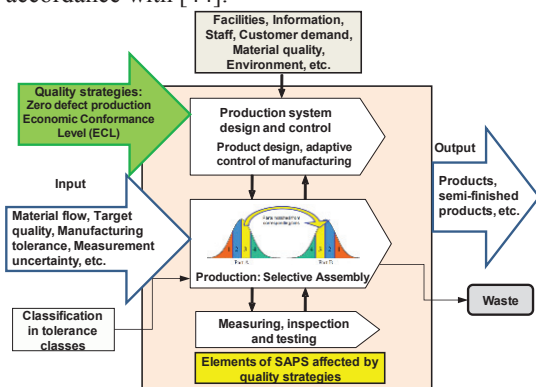 accordance with [44].
Facilities, Information,
Staff, Customer demand,
Material quality,
Environment, etc.
Quality strategies:
Zero defect production
Economic Conformance
Level (ECL)
Production system
design and control
Product design, adaptive
control of manufacturing
Output
Products,
semi-finished
products, etc.
Input
Material flow, Target
quality, Manufacturing
tolerance, Measurement
uncertainty, etc.
Production: Selective Assembly
Classification
in tolerance
classes
Measuring, inspection
and testing
Waste
Elements of SAPS affected by
quality strategies